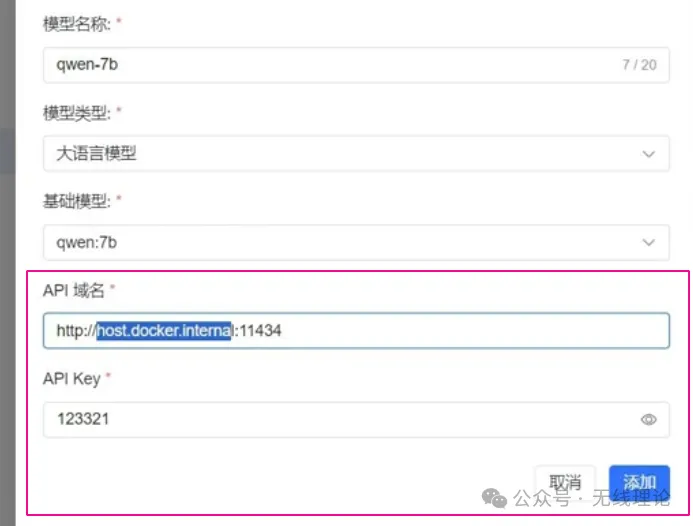 模型名称: *
qwen-7b 7 / 20
模型类型: *
大语言模型
基础模型: *
qwen:7b
API 域名 *
http://host.docker.internal:11434
API Key *
123321
取消 添加
公众号 · 无线理论